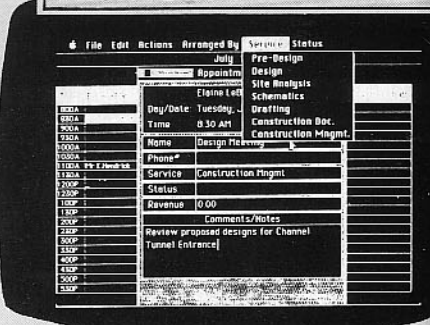 File Edit Actions Arranged By Service Status
July
Pre-Design
Design
Site Analysis
Schematics
Drafting
Construction Doc.
Construction Mngmt.
Appointm
Elaine LeB
Day/Date: Tuesday, J
Time 8:30 AM
Name Design Meeting
Phone#
Service Construction Mngmt
Status
Revenue 0.00
Comments/Notes
Review proposed designs for Channel
Tunnel Entrance
800A
830A
900A
930A
1000A
1030A
1100A Mr E Hendrick
1130A
1200P
1230P
100P
130P
200P
230P
300P
330P
400P
430P
500P
530P